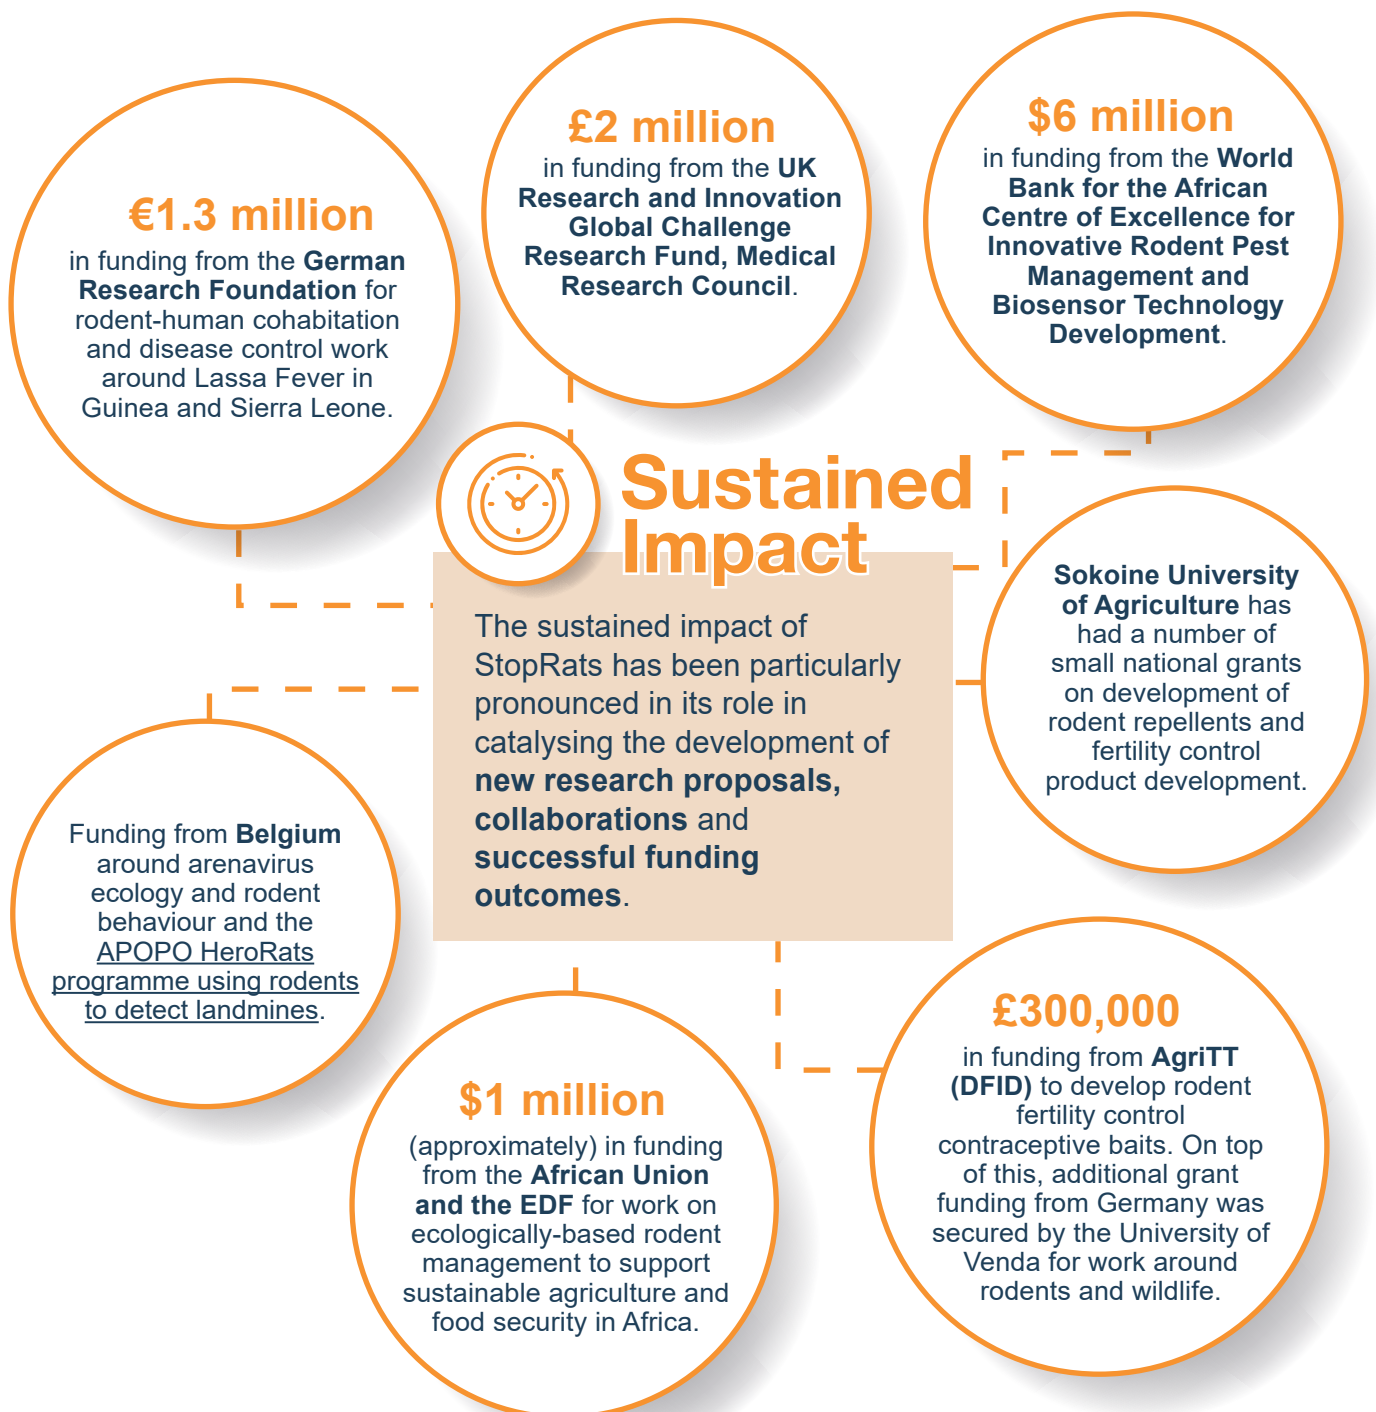 €1.3 million
in funding from the German
Research Foundation for
rodent-human cohabitation
and disease control work
around Lassa Fever in
Guinea and Sierra Leone.
£2 million
in funding from the UK
Research and Innovation
Global Challenge
Research Fund, Medical
Research Council.
$6 million
in funding from the World
Bank for the African
Centre of Excellence for
Innovative Rodent Pest
Management and
Biosensor Technology
Development.
Sustained
Impact
The sustained impact of
StopRats has been particularly
pronounced in its role in
catalysing the development of
new research proposals,
collaborations and
successful funding
outcomes.
Sokoine University
of Agriculture has
had a number of
small national grants
on development of
rodent repellents and
fertility control
product development.
Funding from Belgium
around arenavirus
ecology and rodent
behaviour and the
APOPO HeroRats
programme using rodents
to detect landmines.
$1 million
(approximately) in funding
from the African Union
and the EDF for work on
ecologically-based rodent
management to support
sustainable agriculture and
food security in Africa.
£300,000
in funding from AgriTT
(DFID) to develop rodent
fertility control
contraceptive baits. On top
of this, additional grant
funding from Germany was
secured by the University of
Venda for work around
rodents and wildlife.